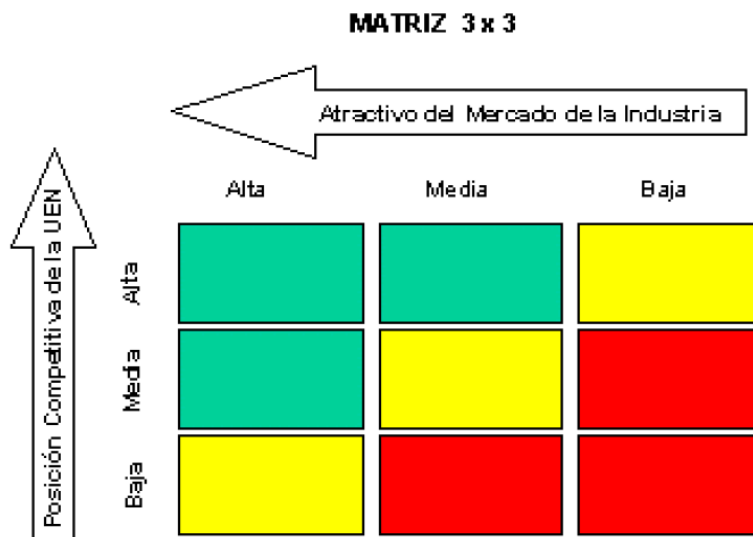 MATRIZ 3 x 3
Atractivo del Mercado de la Industria
Posición Competitiva de la UEN
Alta Media Baja
Alta
Media
Baja